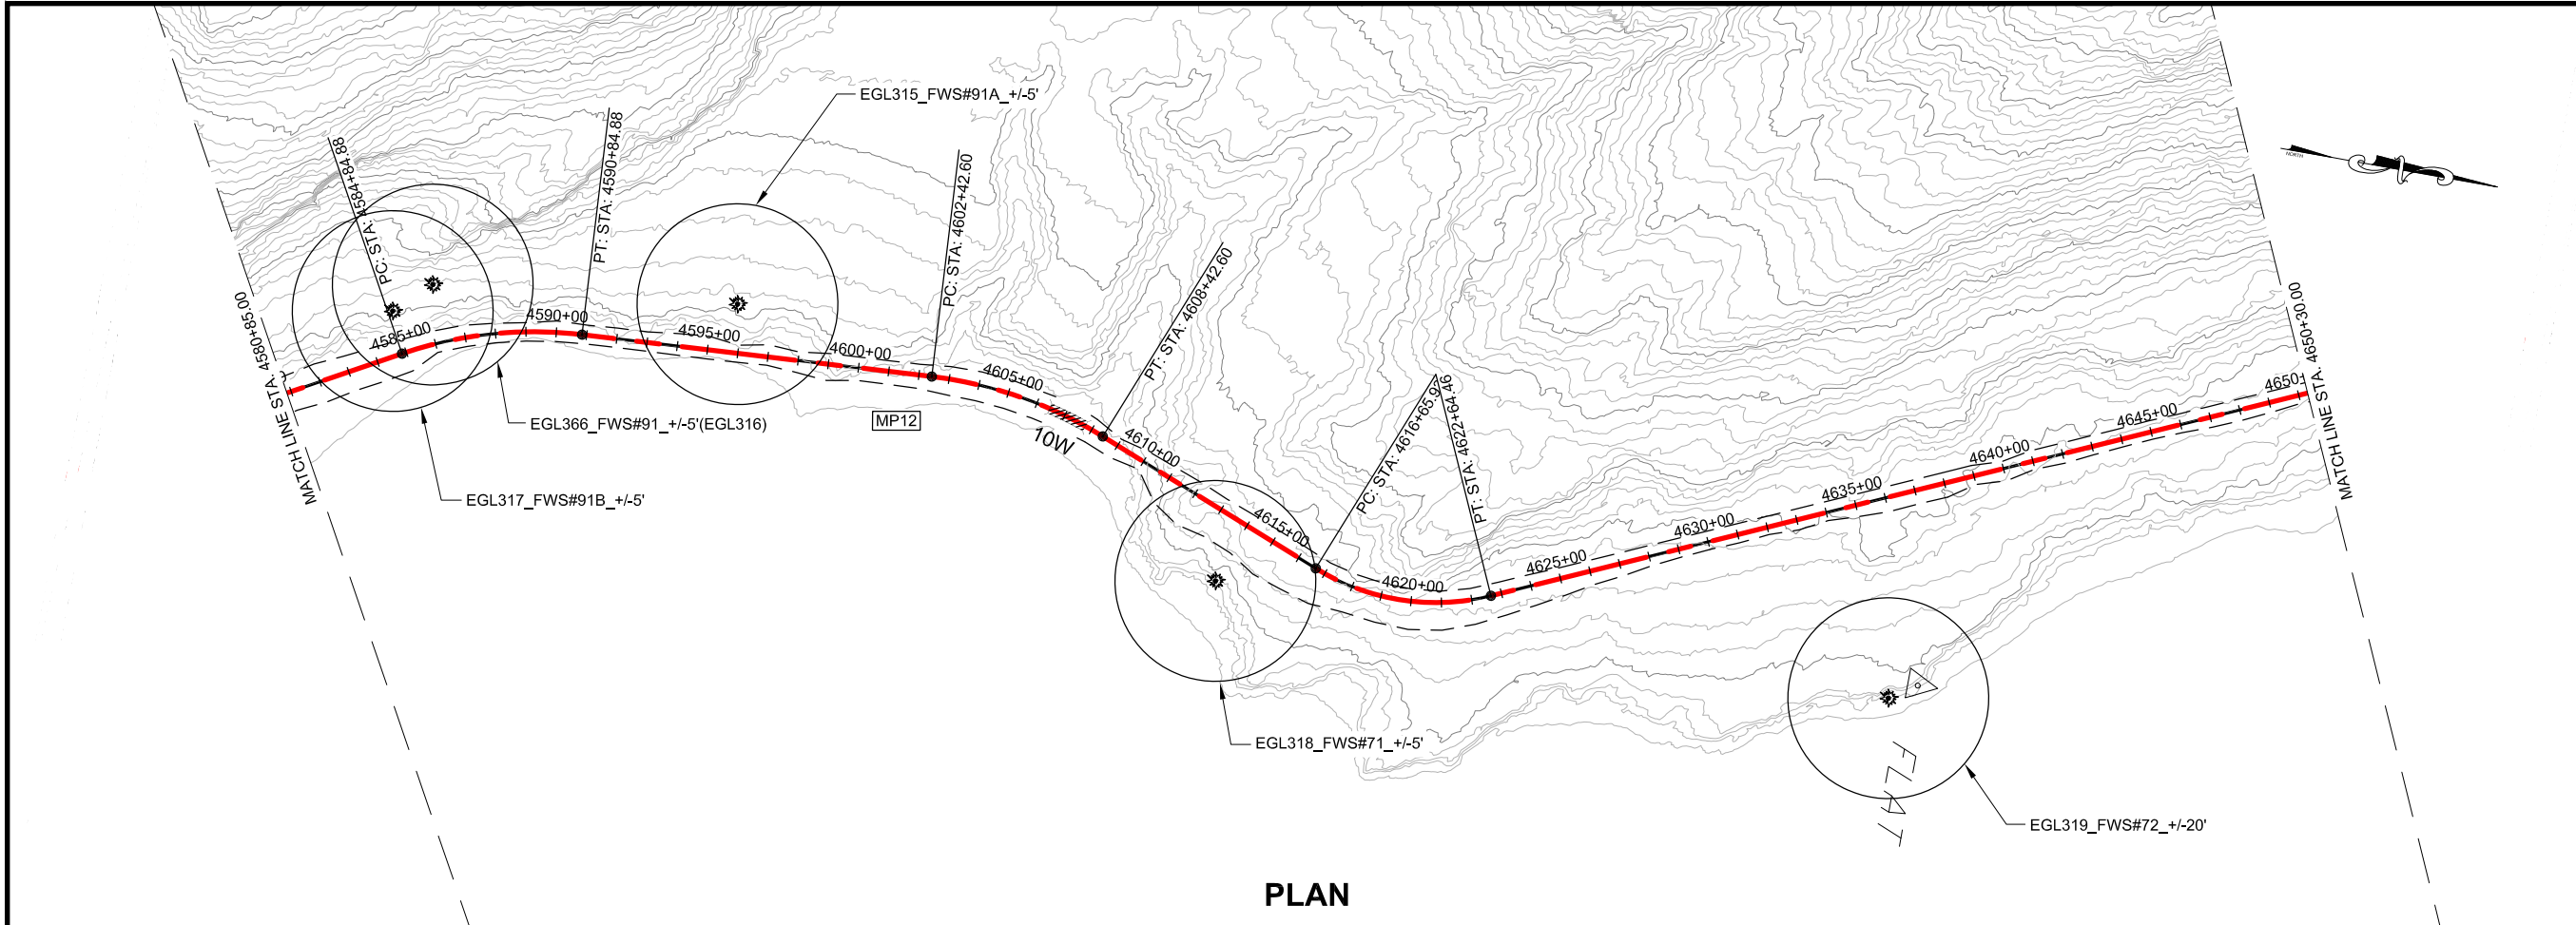 EGL315_FWS#91A_+/-5'
PC: STA: 4584+84.88
PT: STA: 4590+84.88
PC: STA: 4602+42.60
PT: STA: 4608+42.60
PC: STA: 4616+65.92
PT: STA: 4622+64.46
NORTH
MATCH LINE STA. 4580+85.00
MATCH LINE STA. 4650+30.00
4585+00
4590+00
4595+00
4600+00
4605+00
4610+00
4615+00
4620+00
4625+00
4630+00
4635+00
4640+00
4645+00
4650+
MP12
10W
EGL366_FWS#91_+/-5'(EGL316)
EGL317_FWS#91B_+/-5'
EGL318_FWS#71_+/-5'
FLAT
EGL319_FWS#72_+/-20'
PLAN